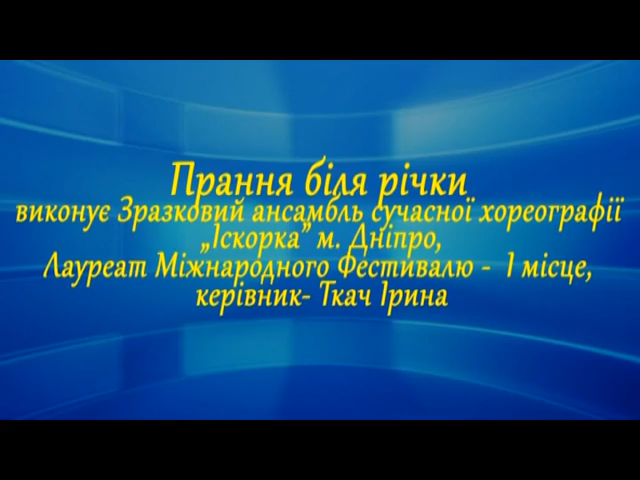 Прання біля річки
виконує Зразковий ансамбль сучасної хореографії
„Іскорка” м. Дніпро,
Лауреат Міжнародного Фестивалю - І місце,
керівник- Ткач Ірина